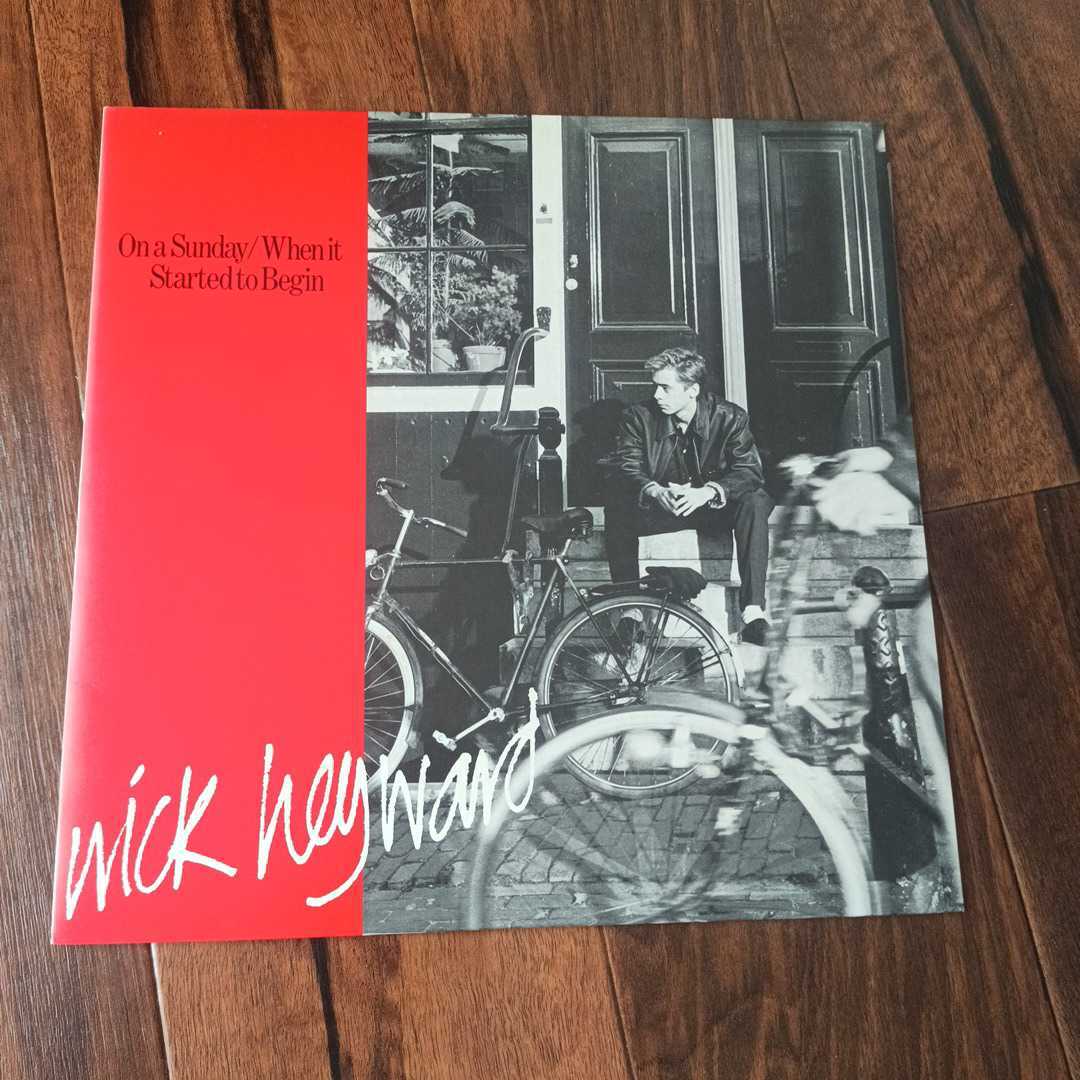 On a Sunday/When it
Started to Begin
nick heyward